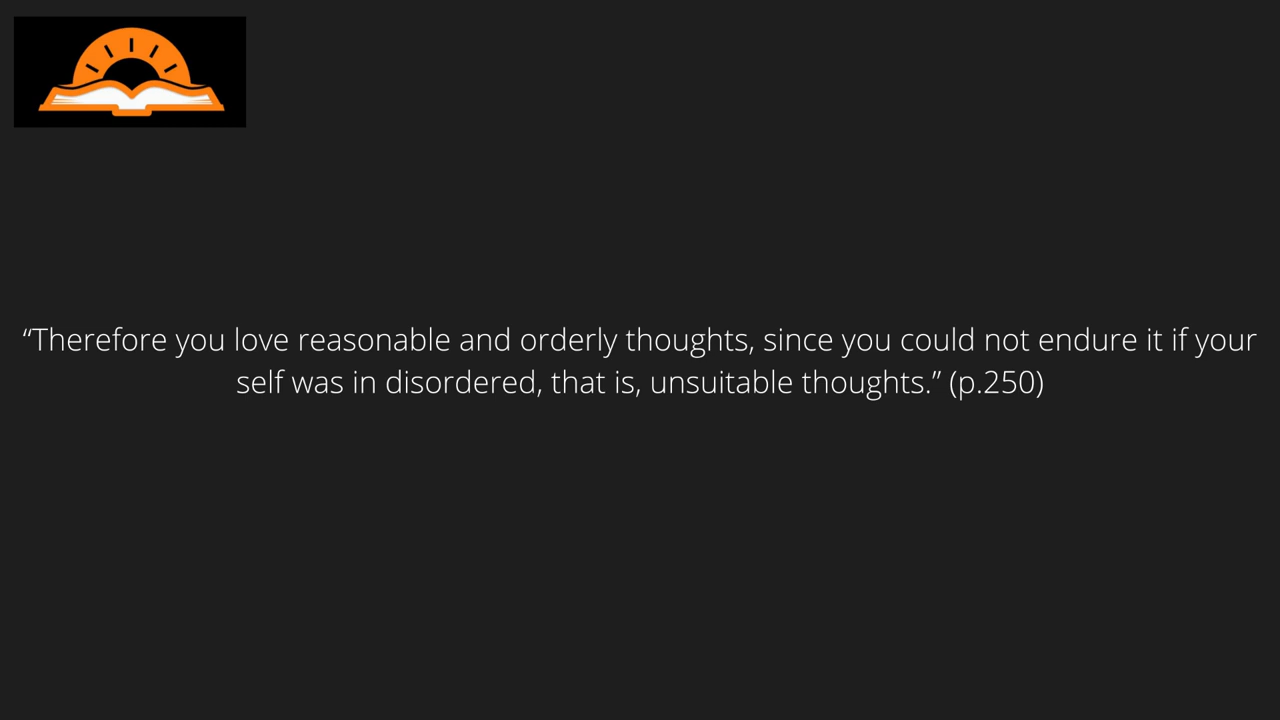 “Therefore you love reasonable and orderly thoughts, since you could not endure it if your
self was in disordered, that is, unsuitable thoughts.” (p.250)